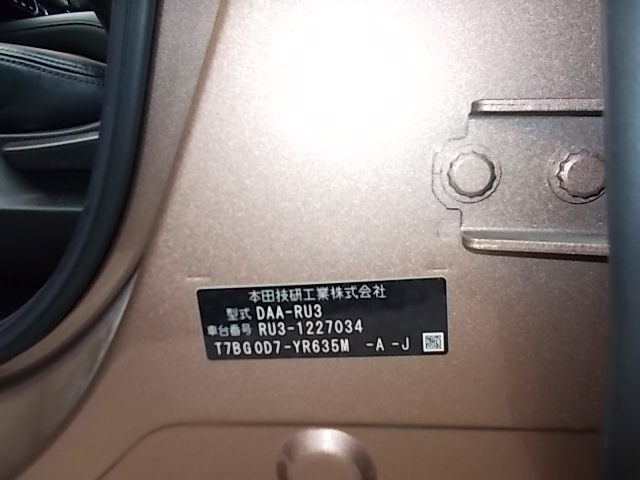 本田技研工業株式会社
型式 DAA-RU3
車台番号 RU3-1227034
T7BG0D7-YR635M -A -J